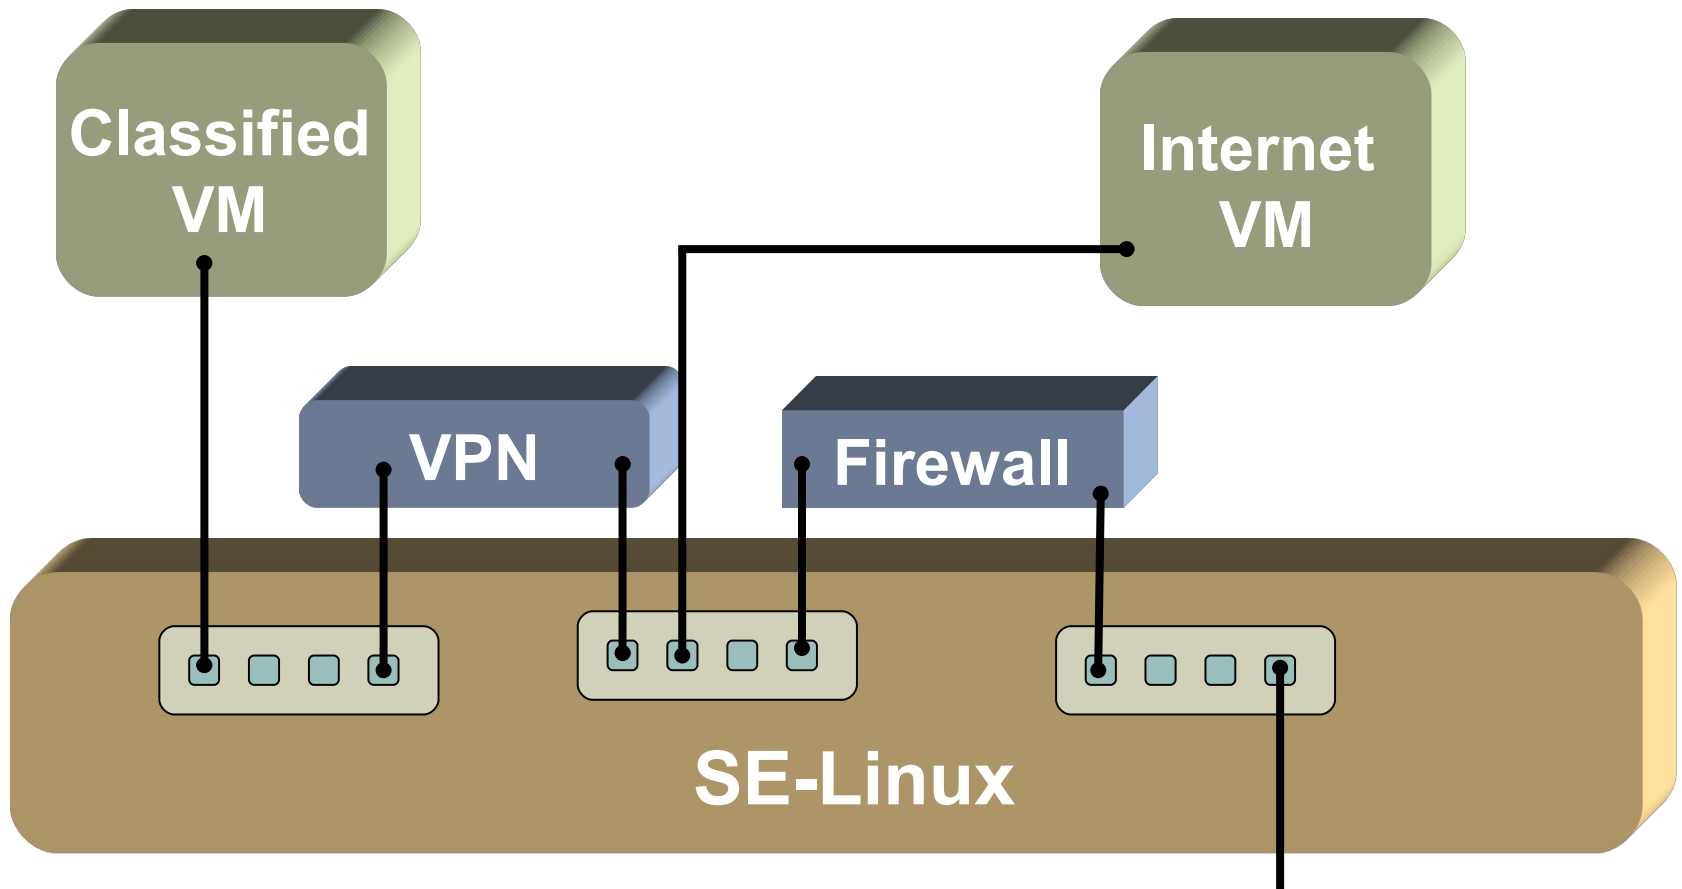 Classified
VM
Internet
VM
VPN
Firewall
SE-Linux